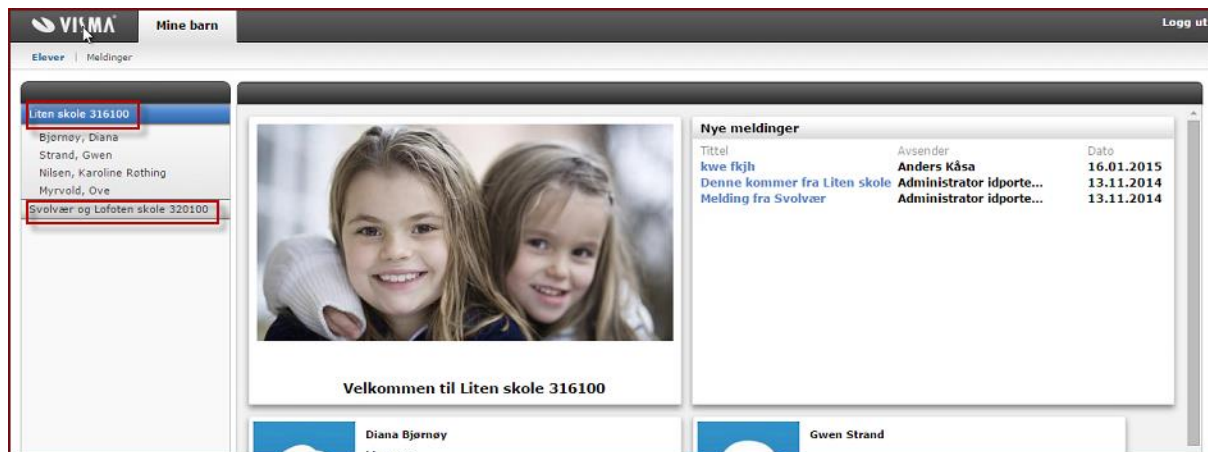 VISMA
Mine barn
Logg ut
Elever | Meldinger
Liten skole 316100
Bjørnøy, Diana
Strand, Gwen
Nilsen, Karoline Rothing
Myrvold, Ove
Svolvær og Lofoten skole 320100
Velkommen til Liten skole 316100
Nye meldinger
Tittel Avsender Dato
kwe fkjh Anders Kåsa 16.01.2015
Denne kommer fra Liten skole Administrator idporte... 13.11.2014
Melding fra Svolvær Administrator idporte... 13.11.2014
Diana Bjørnøy
Gwen Strand